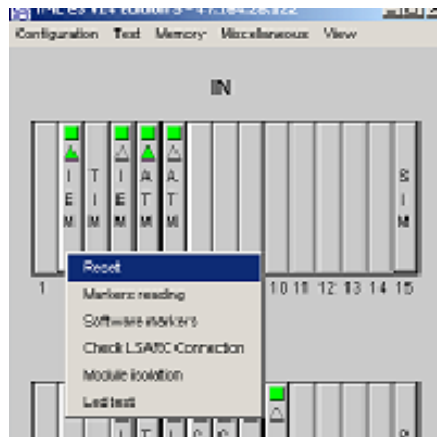 Configuration Test Memory Miscellaneous View
IN
I T I A A S
E I E T T I
M M M M M M
1 10 11 12 13 14 15
Reset
Markers reading
Software markers
Check LSARC Connection
Module isolation
Led test